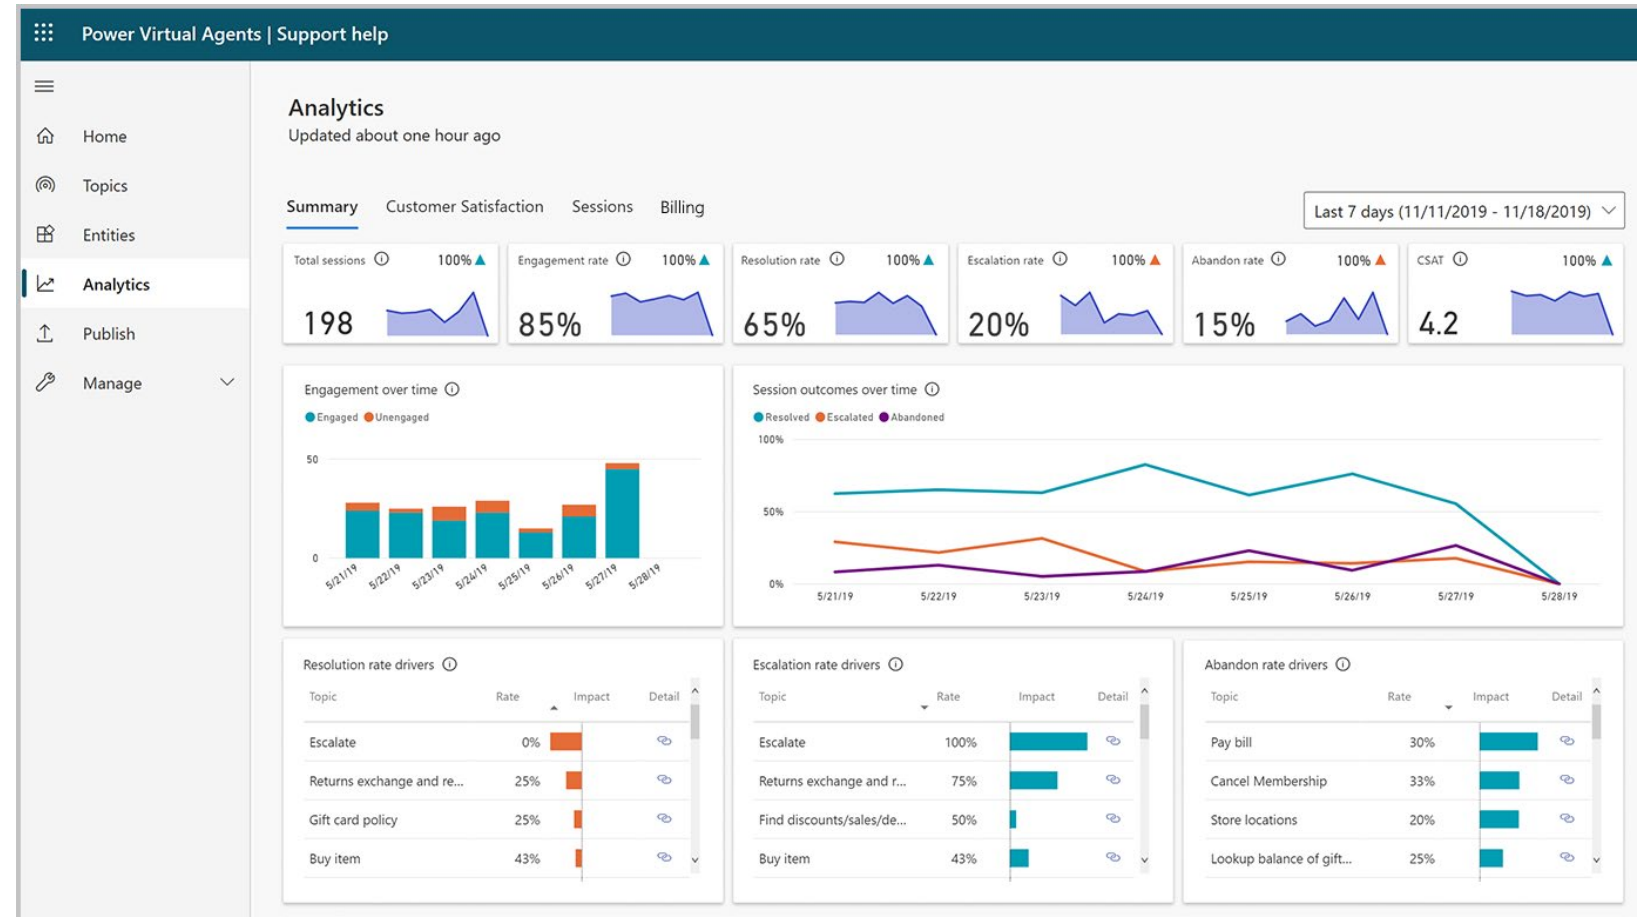 Power Virtual Agents | Support help
Home
Topics
Entities
Analytics
Publish
Manage
Analytics
Updated about one hour ago
Summary Customer Satisfaction Sessions Billing
Last 7 days (11/11/2019 - 11/18/2019)
Total sessions 100%
198
Engagement rate 100%
85%
Resolution rate 100%
65%
Escalation rate 100%
20%
Abandon rate 100%
15%
CSAT 100%
4.2
Engagement over time
Engaged Unengaged
50
0
5/21/19 5/22/19 5/23/19 5/24/19 5/25/19 5/26/19 5/27/19 5/28/19
Session outcomes over time
Resolved Escalated Abandoned
100%
50%
0%
5/21/19 5/22/19 5/23/19 5/24/19 5/25/19 5/26/19 5/27/19 5/28/19
Resolution rate drivers
Topic Rate Impact Detail
Escalate 0%
Returns exchange and re... 25%
Gift card policy 25%
Buy item 43%
Escalation rate drivers
Topic Rate Impact Detail
Escalate 100%
Returns exchange and r... 75%
Find discounts/sales/de... 50%
Buy item 43%
Abandon rate drivers
Topic Rate Impact Detail
Pay bill 30%
Cancel Membership 33%
Store locations 20%
Lookup balance of gift... 25%